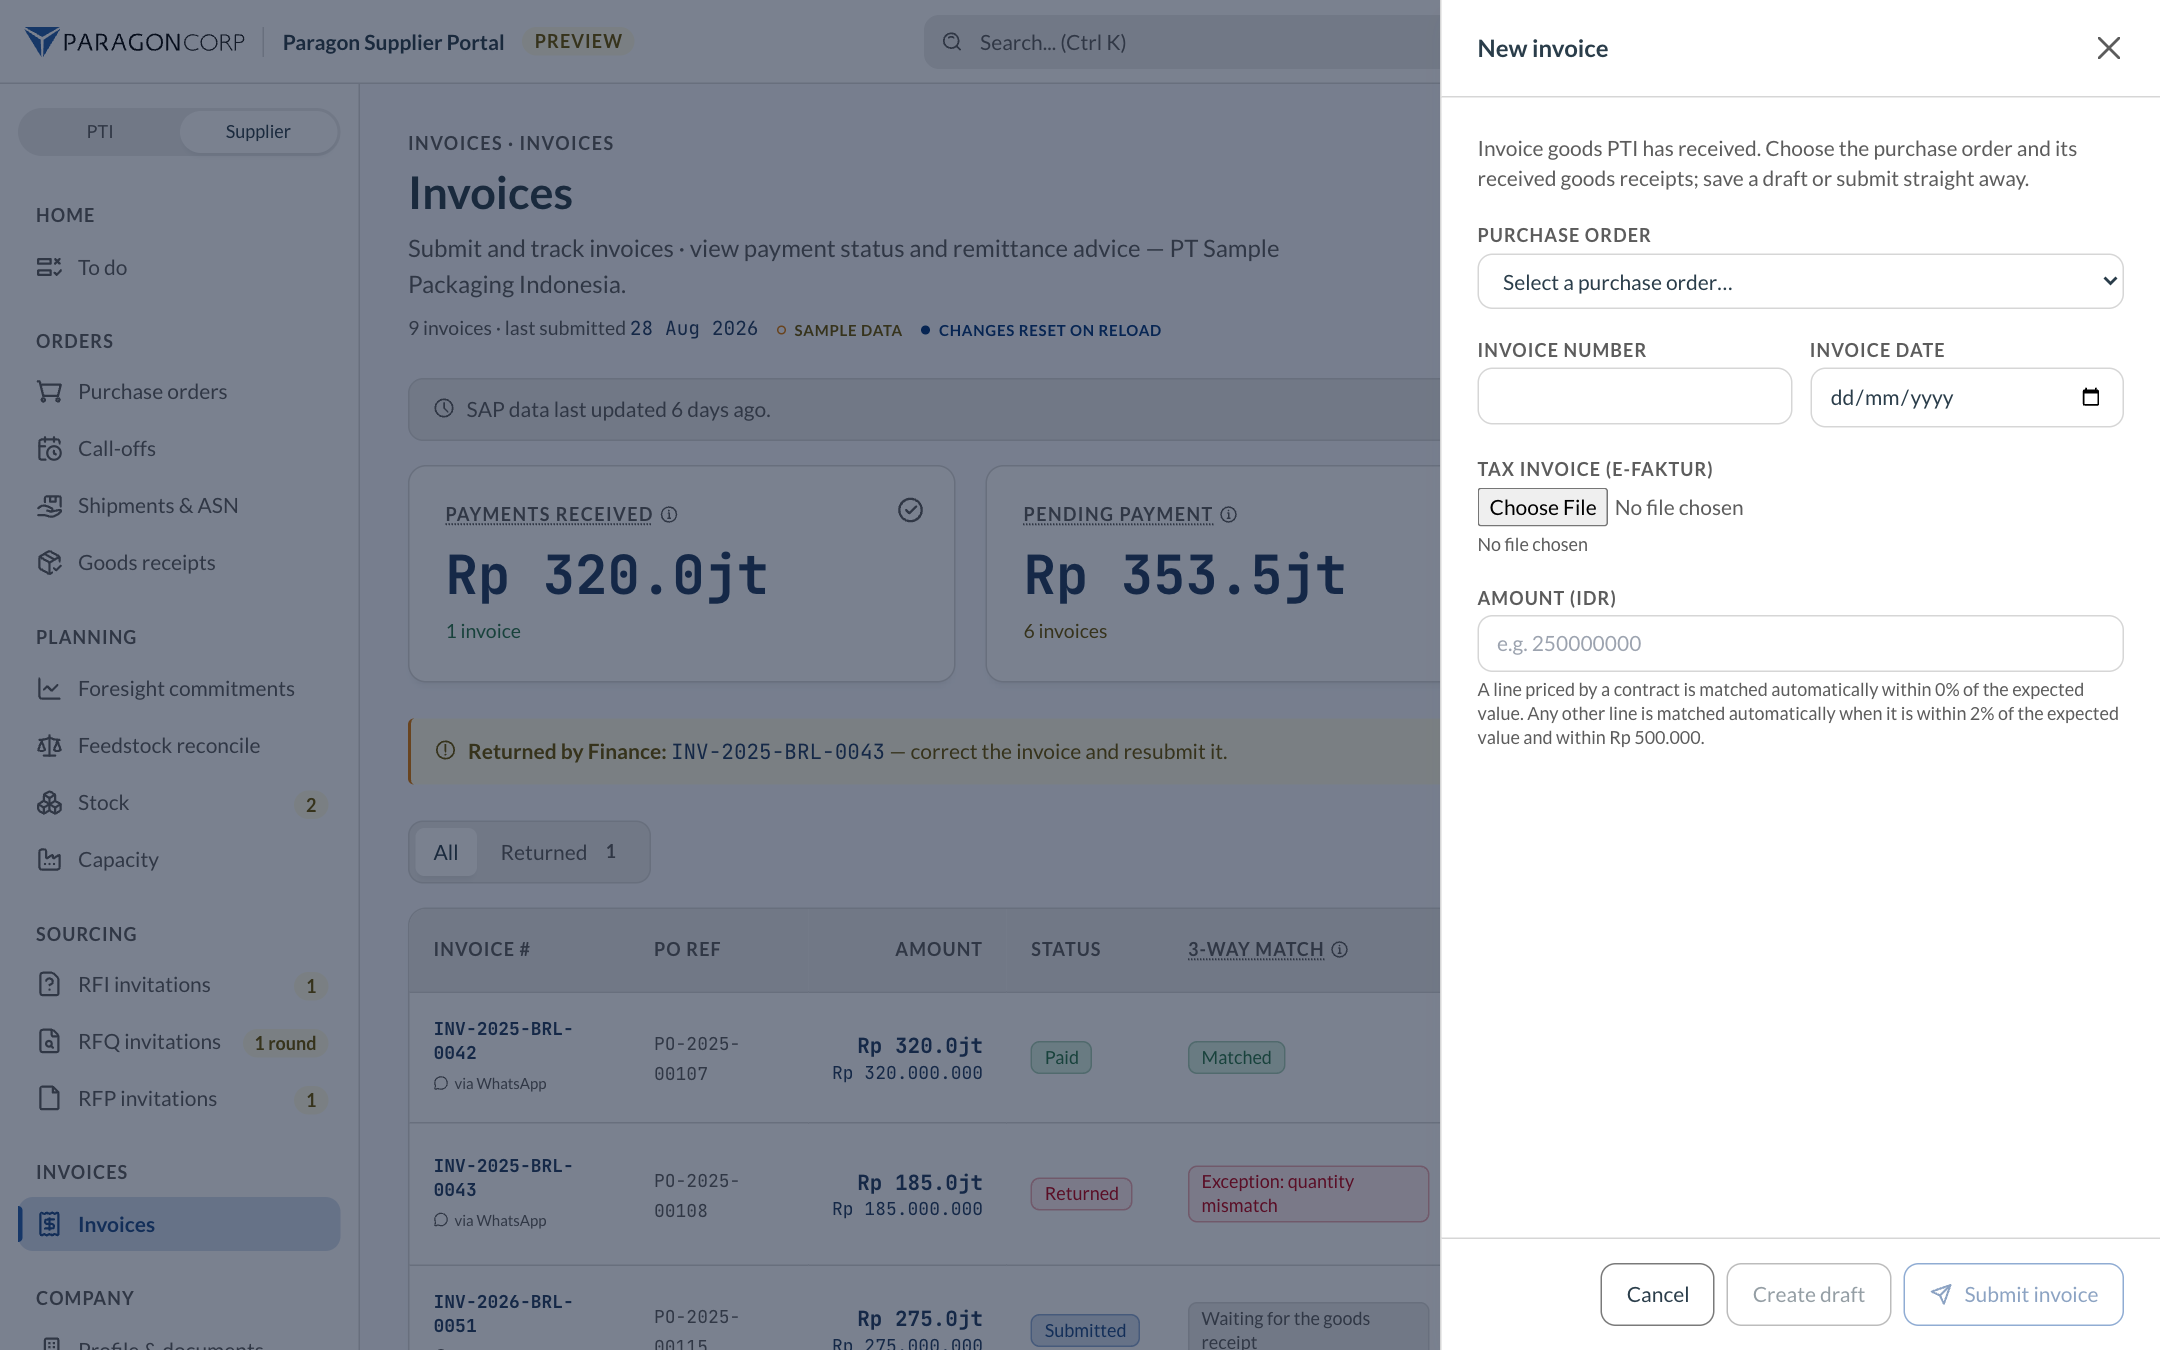 PARAGONCORP
Paragon Supplier Portal
PREVIEW
Search... (Ctrl K)
PTI
Supplier
HOME
To do
ORDERS
Purchase orders
Call-offs
Shipments & ASN
Goods receipts
PLANNING
Foresight commitments
Feedstock reconcile
Stock 2
Capacity
SOURCING
RFI invitations 1
RFQ invitations 1 round
RFP invitations 1
INVOICES
Invoices
COMPANY
Profile & documents
INVOICES · INVOICES
Invoices
Submit and track invoices · view payment status and remittance advice — PT Sample
Packaging Indonesia.
9 invoices · last submitted 28 Aug 2026 SAMPLE DATA CHANGES RESET ON RELOAD
SAP data last updated 6 days ago.
PAYMENTS RECEIVED
Rp 320.0jt
1 invoice
PENDING PAYMENT
Rp 353.5jt
6 invoices
Returned by Finance: INV-2025-BRL-0043 — correct the invoice and resubmit it.
All
Returned 1
INVOICE # PO REF AMOUNT STATUS 3-WAY MATCH
INV-2025-BRL-
0042
via WhatsApp
PO-2025-
00107
Rp 320.0jt
Rp 320.000.000
Paid
Matched
INV-2025-BRL-
0043
via WhatsApp
PO-2025-
00108
Rp 185.0jt
Rp 185.000.000
Returned
Exception: quantity
mismatch
INV-2026-BRL-
0051
PO-2025-
00115
Rp 275.0jt
Rp 275.000.000
Submitted
Waiting for the goods
receipt
New invoice
Invoice goods PTI has received. Choose the purchase order and its
received goods receipts; save a draft or submit straight away.
PURCHASE ORDER
Select a purchase order...
INVOICE NUMBER
INVOICE DATE
dd/mm/yyyy
TAX INVOICE (E-FAKTUR)
Choose File No file chosen
No file chosen
AMOUNT (IDR)
e.g. 250000000
A line priced by a contract is matched automatically within 0% of the expected
value. Any other line is matched automatically when it is within 2% of the expected
value and within Rp 500.000.
Cancel
Create draft
Submit invoice